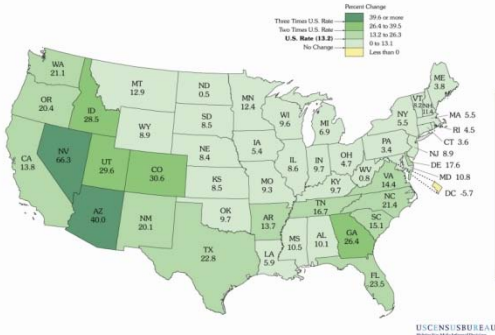 Percent Change
Three Times U.S. Rate
39.6 or more
Two Times U.S. Rate
26.4 to 39.5
U.S. Rate (13.2)
13.2 to 26.3
0 to 13.1
No Change
Less than 0
WA
21.1
OR
20.4
CA
13.8
ID
28.5
NV
66.3
UT
29.6
AZ
40.0
MT
12.9
WY
8.9
CO
30.6
NM
20.1
ND
0.5
SD
8.5
NE
8.4
KS
8.5
OK
9.7
TX
22.8
MN
12.4
IA
5.4
MO
9.3
AR
13.7
LA
5.9
WI
9.6
IL
8.6
MS
10.5
MI
6.9
IN
9.7
KY
9.7
TN
16.7
AL
10.1
OH
4.7
WV
0.8
GA
26.4
FL
23.5
SC
15.1
NC
21.4
VA
14.4
PA
3.4
NY
5.5
VT
8.2
NH
11.4
ME
3.8
MA 5.5
RI 4.5
CT 3.6
NJ 8.9
DE 17.6
MD 10.8
DC -5.7
USCENSUSBUREAU